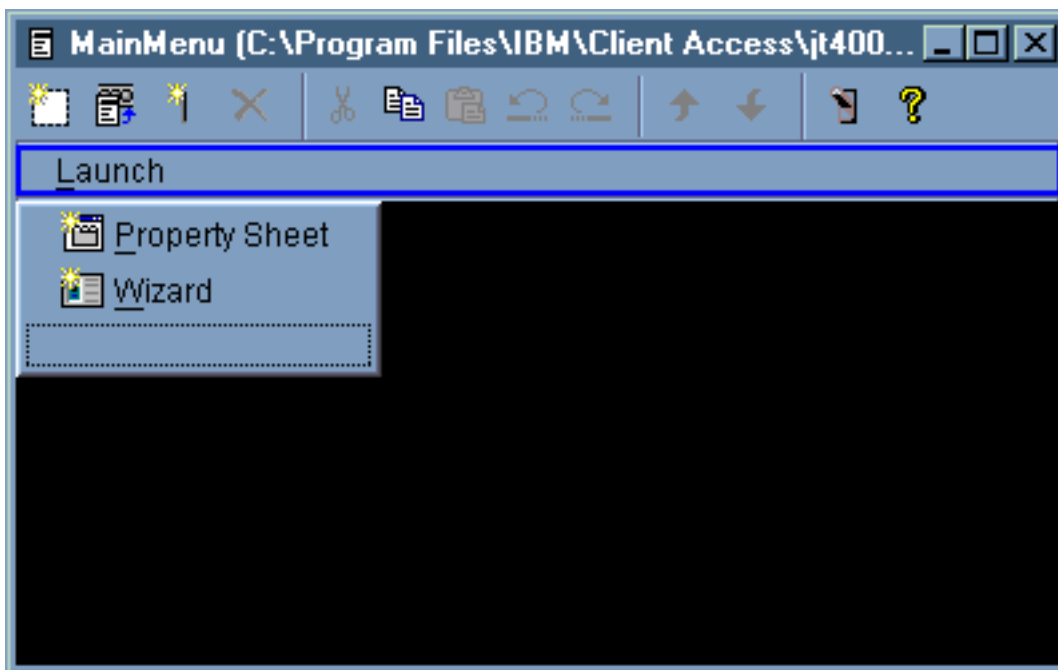 MainMenu (C:\Program Files\IBM\Client Access\jt400...
Launch
Property Sheet
Wizard